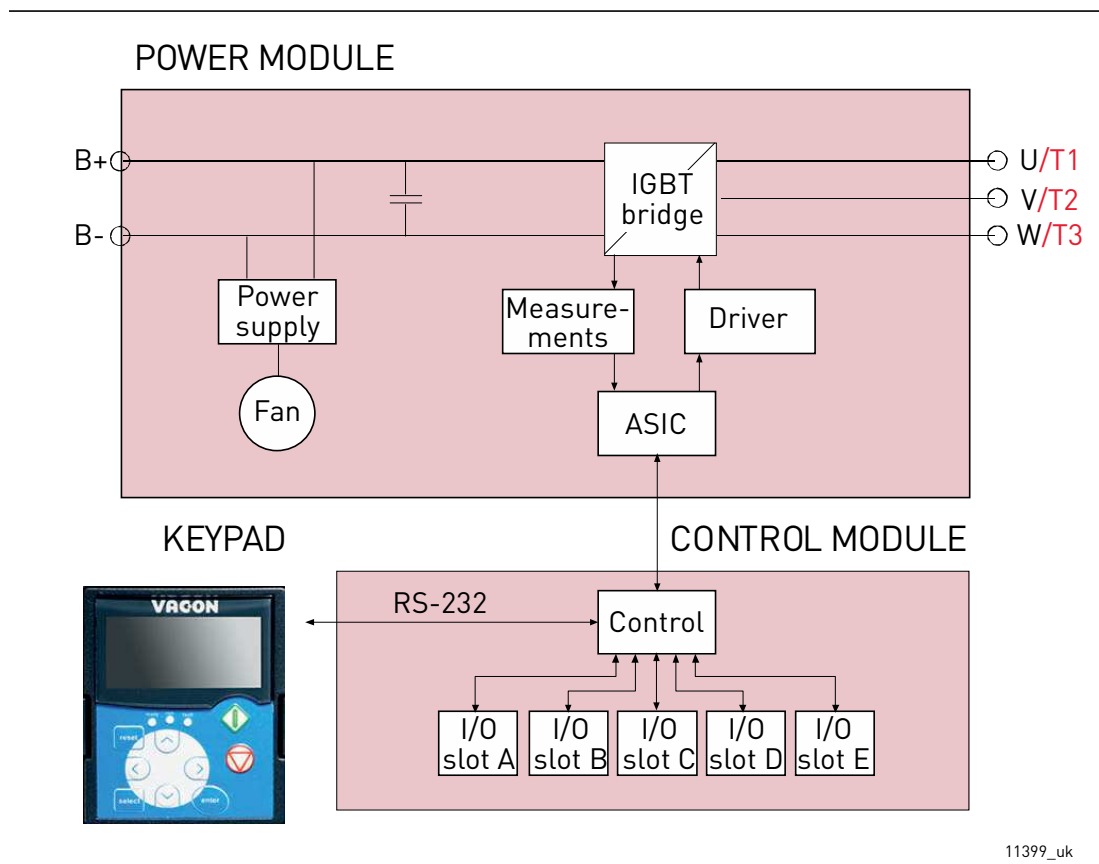 POWER MODULE
B+
B-
IGBT
bridge
U/T1
V/T2
W/T3
Power
supply
Measure-
ments
Driver
Fan
ASIC
KEYPAD
CONTROL MODULE
VACON
RS-232
Control
reset
select
enter
I/O
slot A
I/O
slot B
I/O
slot C
I/O
slot D
I/O
slot E
11399_uk